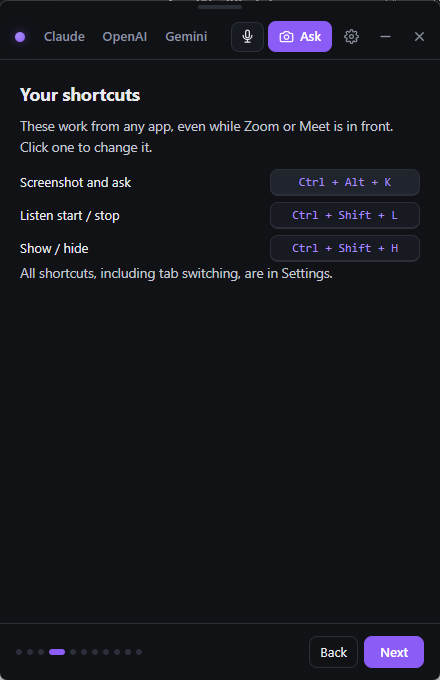 Claude OpenAI Gemini Ask
Your shortcuts
These work from any app, even while Zoom or Meet is in front.
Click one to change it.
Screenshot and ask Ctrl + Alt + K
Listen start / stop Ctrl + Shift + L
Show / hide Ctrl + Shift + H
All shortcuts, including tab switching, are in Settings.
Back Next